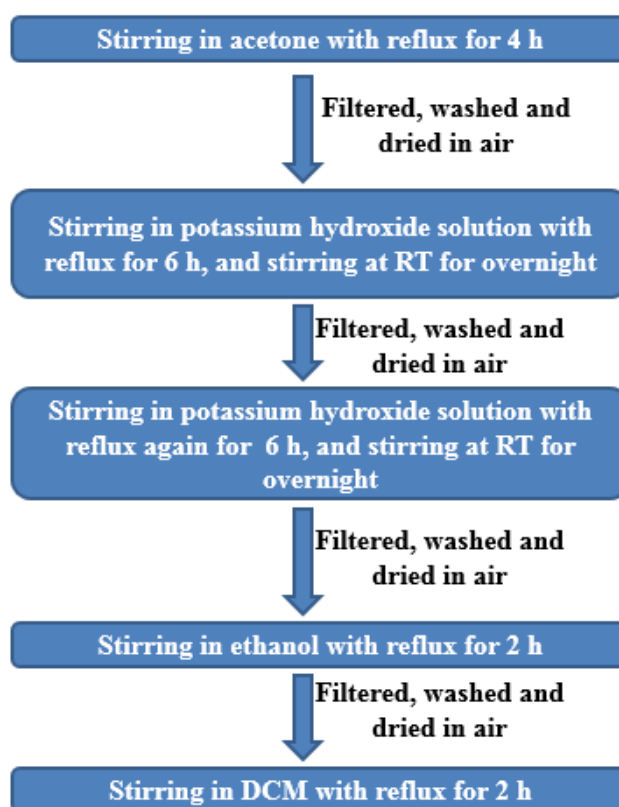 Stirring in acetone with reflux for 4 h
Filtered, washed and
dried in air
Stirring in potassium hydroxide solution with
reflux for 6 h, and stirring at RT for overnight
Filtered, washed and
dried in air
Stirring in potassium hydroxide solution with
reflux again for 6 h, and stirring at RT for
overnight
Filtered, washed and
dried in air
Stirring in ethanol with reflux for 2 h
Filtered, washed and
dried in air
Stirring in DCM with reflux for 2 h